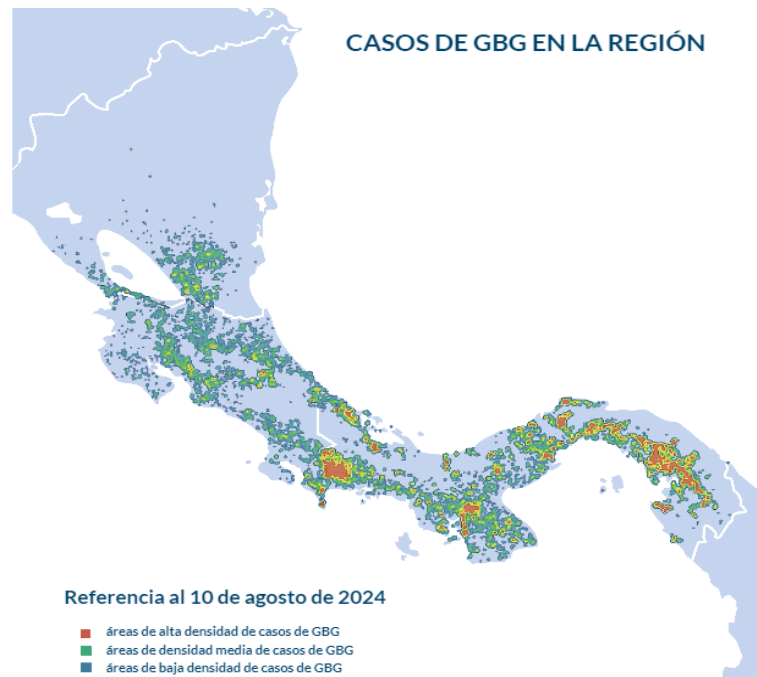 CASOS DE GBG EN LA REGIÓN
Referencia al 10 de agosto de 2024
áreas de alta densidad de casos de GBG
áreas de densidad media de casos de GBG
áreas de baja densidad de casos de GBG